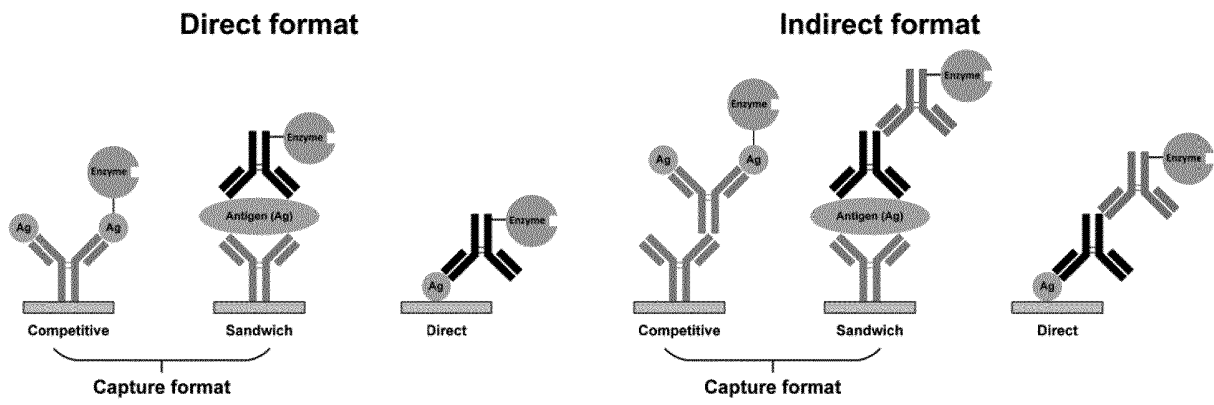 Direct format
Indirect format
Enzyme
Ag
Ag
Competitive
Enzyme
Antigen (Ag)
Sandwich
Enzyme
Ag
Direct
Capture format
Enzyme
Ag
Ag
Competitive
Enzyme
Antigen (Ag)
Sandwich
Enzyme
Ag
Direct
Capture format